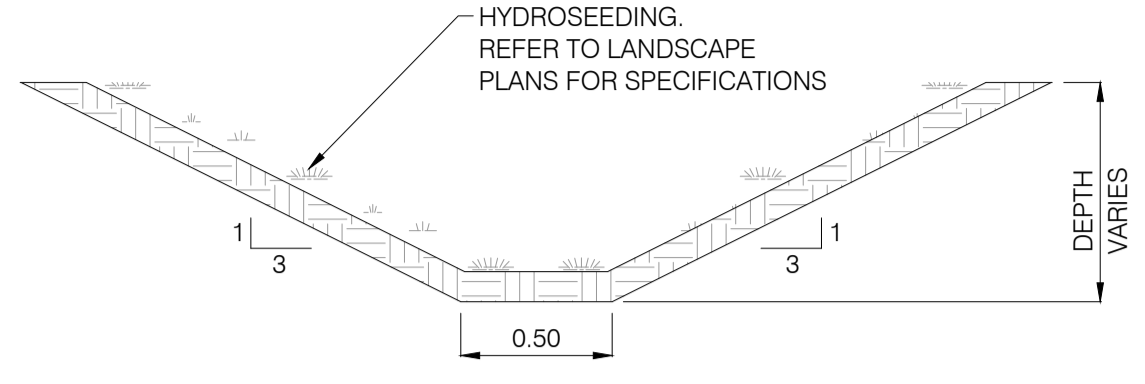 HYDROSEEDING.
REFER TO LANDSCAPE
PLANS FOR SPECIFICATIONS
1
3
1
3
DEPTH
VARIES
0.50